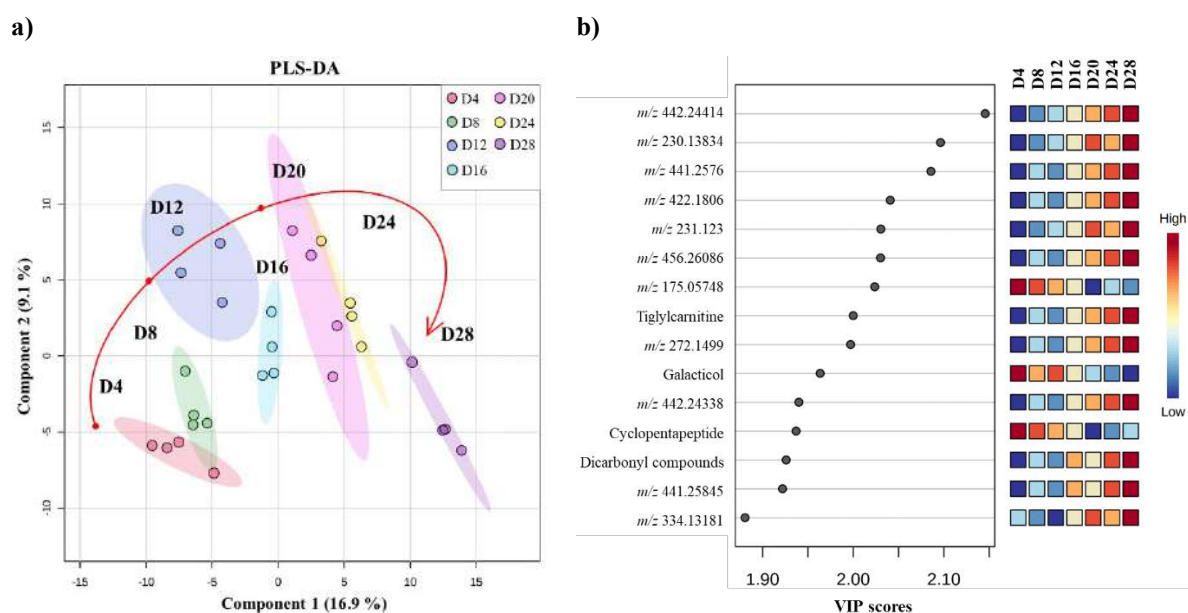 a)
PLS-DA
D4 D20
D8 D24
D12 D28
D16
D20
D12
D24
D16
D8
D28
D4
Component 2 (9.1 %)
15
10
5
0
-5
-10
-15 -10 -5 0 5 10 15
Component 1 (16.9 %)
b)
D4 D8 D12 D16 D20 D24 D28
m/z 442.24414
m/z 230.13834
m/z 441.2576
m/z 422.1806
m/z 231.123
m/z 456.26086
m/z 175.05748
Tiglylcarnitine
m/z 272.1499
Galacticol
m/z 442.24338
Cyclopentapeptide
Dicarbonyl compounds
m/z 441.25845
m/z 334.13181
High
Low
1.90 2.00 2.10
VIP scores